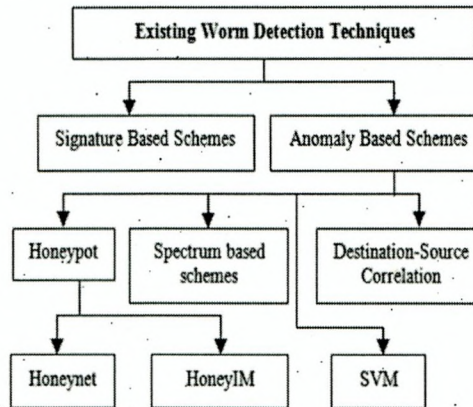 Existing Worm Detection Techniques
Signature Based Schemes
Anomaly Based Schemes
Honeypot
Spectrum based
schemes
Destination-Source
Correlation
Honeynet
HoneyIM
SVM